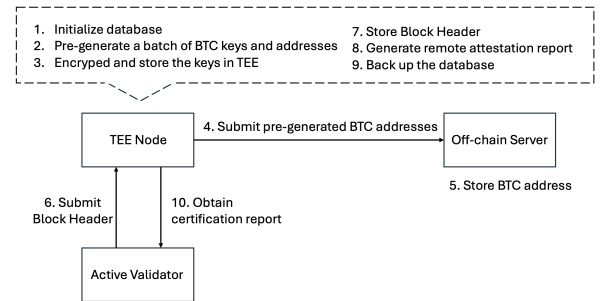 1. Initialize database
2. Pre-generate a batch of BTC keys and addresses
3. Encryped and store the keys in TEE
7. Store Block Header
8. Generate remote attestation report
9. Back up the database
TEE Node
4. Submit pre-generated BTC addresses
Off-chain Server
5. Store BTC address
6. Submit
Block Header
10. Obtain
certification report
Active Validator